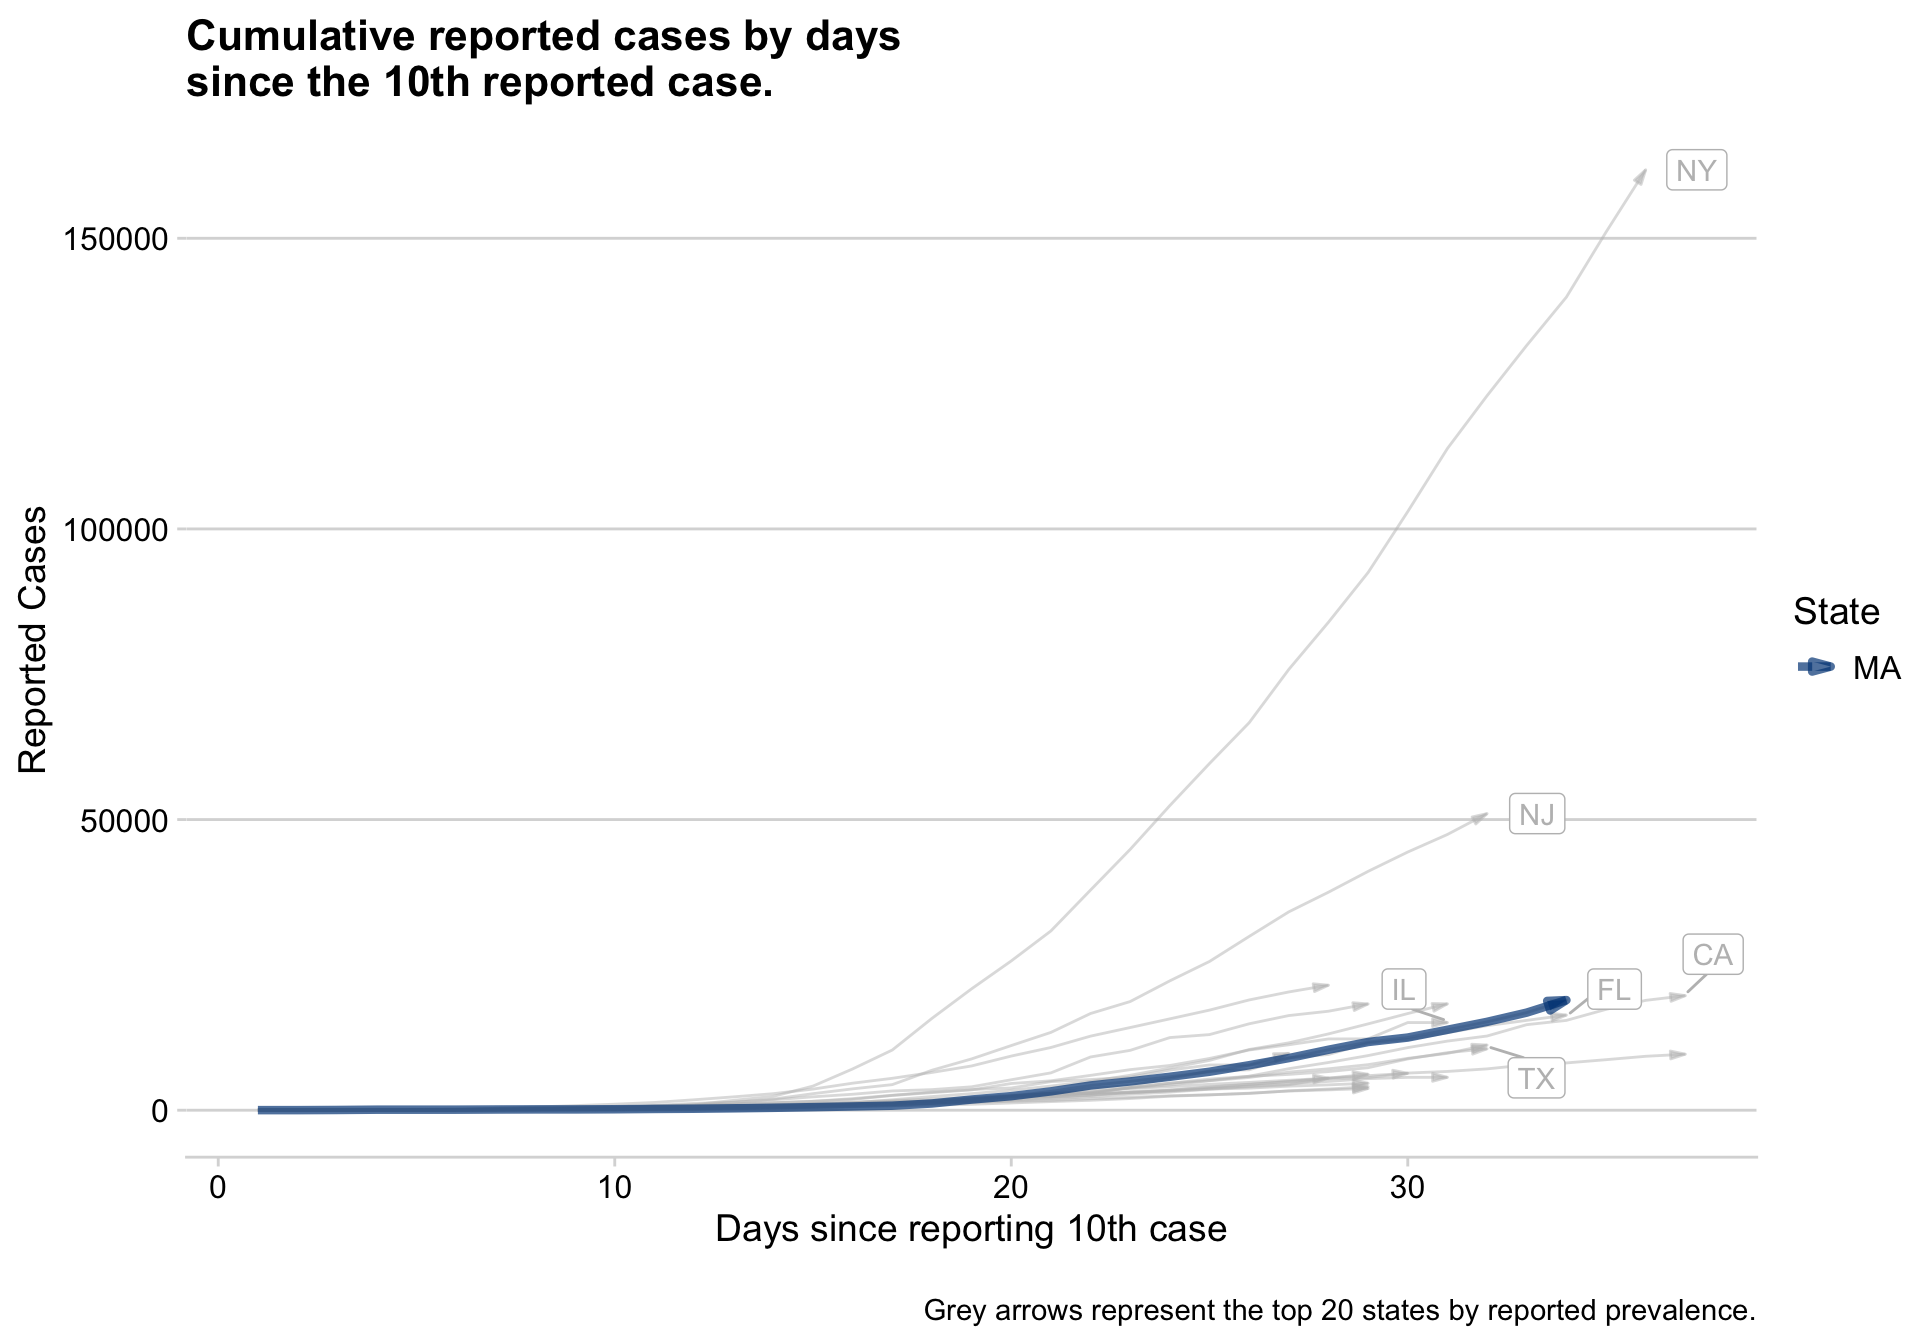 Cumulative reported cases by days
since the 10th reported case.
NY
150000
100000
Reported Cases
State
MA
50000
NJ
CA
IL
FL
TX
0
0 10 20 30
Days since reporting 10th case
Grey arrows represent the top 20 states by reported prevalence.